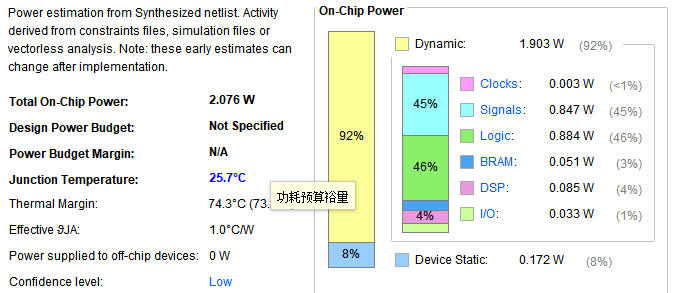 Power estimation from Synthesized netlist. Activity
derived from constraints files, simulation files or
vectorless analysis. Note: these early estimates can
change after implementation.
Total On-Chip Power: 2.076 W
Design Power Budget: Not Specified
Power Budget Margin: N/A
Junction Temperature: 25.7°C
Thermal Margin: 74.3°C (73.
Effective ϑJA: 1.0°C/W
Power supplied to off-chip devices: 0 W
Confidence level: Low
功耗预算裕量
On-Chip Power
92%
8%
Dynamic: 1.903 W (92%)
45%
46%
4%
Clocks: 0.003 W (<1%)
Signals: 0.847 W (45%)
Logic: 0.884 W (46%)
BRAM: 0.051 W (3%)
DSP: 0.085 W (4%)
I/O: 0.033 W (1%)
Device Static: 0.172 W (8%)